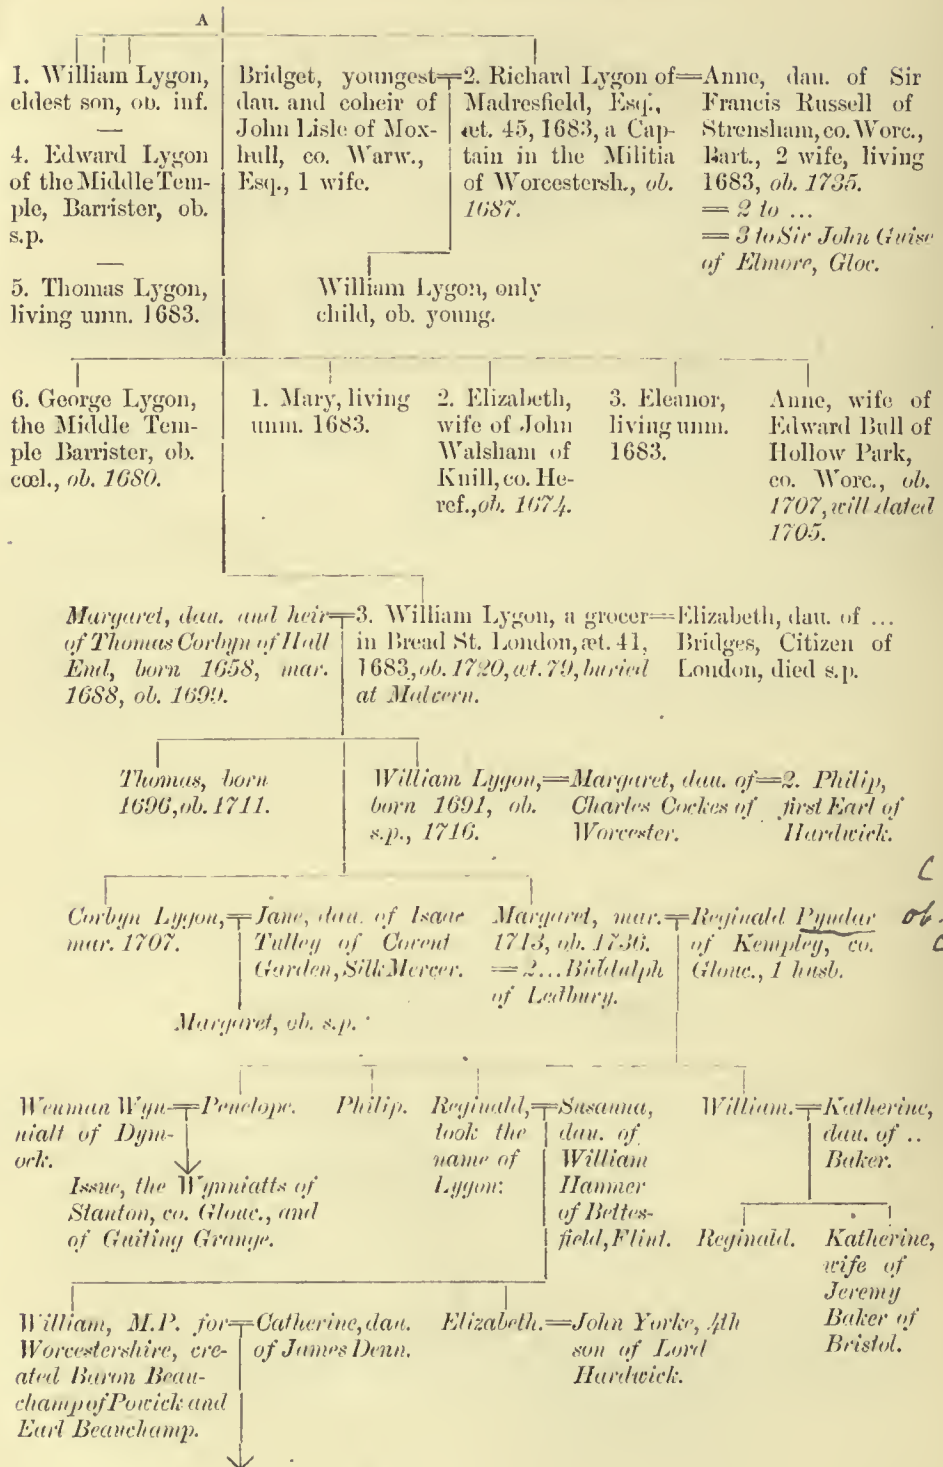 A
1. William Lygon,
eldest son, ob. inf.
—
4. Edward Lygon
of the Middle Tem-
ple, Barrister, ob.
s.p.
—
5. Thomas Lygon,
living unm. 1683.
Bridget, youngest
dau. and coheir of
John Lisle of Mox-
hull, co. Warw.,
Esq., 1 wife.
=2. Richard Lygon of
Madresfield, Esq.,
æt. 45, 1683, a Cap-
tain in the Militia
of Worcestersh., ob.
1687.
=Anne, dau. of Sir
Francis Russell of
Strensham, co. Worc.,
Bart., 2 wife, living
1683, ob. 1735.
= 2 to ...
= 3 to Sir John Guise
of Elmore, Gloc.
William Lygon, only
child, ob. young.
6. George Lygon,
the Middle Tem-
ple Barrister, ob.
cœl., ob. 1680.
1. Mary, living
unm. 1683.
2. Elizabeth,
wife of John
Walsham of
Knill, co. He-
ref., ob. 1674.
3. Eleanor,
living unm.
1683.
Anne, wife of
Edward Bull of
Hollow Park,
co. Worc., ob.
1707, will dated
1705.
Margaret, dau. and heir
of Thomas Corbyn of Hall
End, born 1658, mar.
1688, ob. 1699.
=3. William Lygon, a grocer
in Bread St. London, æt. 41,
1683, ob. 1720, æt. 79, buried
at Malvern.
=Elizabeth, dau. of ...
Bridges, Citizen of
London, died s.p.
Thomas, born
1696, ob. 1711.
William Lygon,
born 1691, ob.
s.p., 1716.
=Margaret, dau. of
Charles Cockes of
Worcester.
=2. Philip,
first Earl of
Hardwick.
C
Corbyn Lygon,
mar. 1707.
=Jane, dau. of Isaac
Tulley of Covent
Garden, Silk Mercer.
Margaret, mar.
1713, ob. 1736.
= 2 ... Biddulph
of Ledbury.
=Reginald Pyndar
of Kempley, co.
Glouc., 1 husb.
ob.
Margaret, ob. s.p.
Wenman Wyn-
niatt of Dym-
ock.
=Penelope.
Philip.
Reginald,
took the
name of
Lygon.
=Susanna,
dau. of
William
Hanmer
of Bettes-
field, Flint.
William.
=Katherine,
dau. of ..
Baker.
Issue, the Wynniatts of
Stanton, co. Glouc., and
of Guiting Grange.
Reginald.
Katherine,
wife of
Jeremy
Baker of
Bristol.
William, M.P. for
Worcestershire, cre-
ated Baron Beau-
champ of Powick and
Earl Beauchamp.
=Catherine, dau.
of James Denn.
Elizabeth.
=John Yorke, 4th
son of Lord
Hardwick.